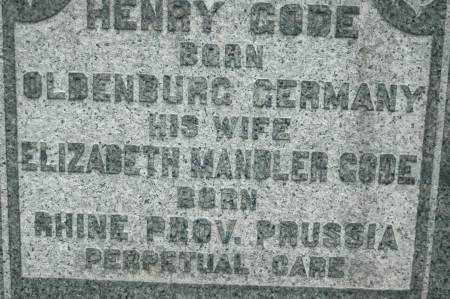 HENRY GODE
BORN
OLDENBURG GERMANY
HIS WIFE
ELIZABETH MANDLER GODE
BORN
RHINE PROV. PRUSSIA
PERPETUAL CARE